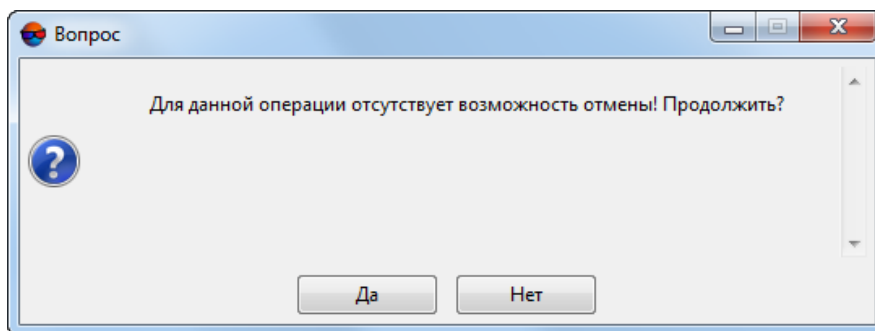 Вопрос
Для данной операции отсутствует возможность отмены! Продолжить?
Да
Нет